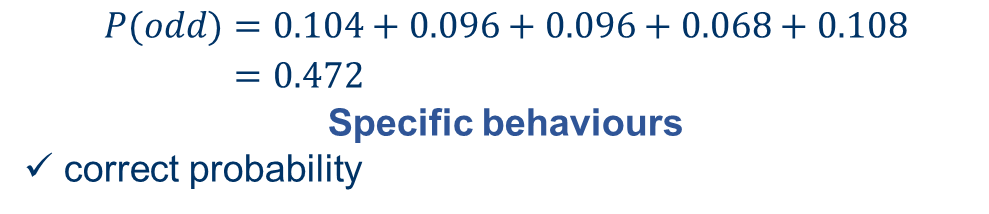 P(odd) = 0.104 + 0.096 + 0.096 + 0.068 + 0.108
= 0.472
Specific behaviours
✓ correct probability